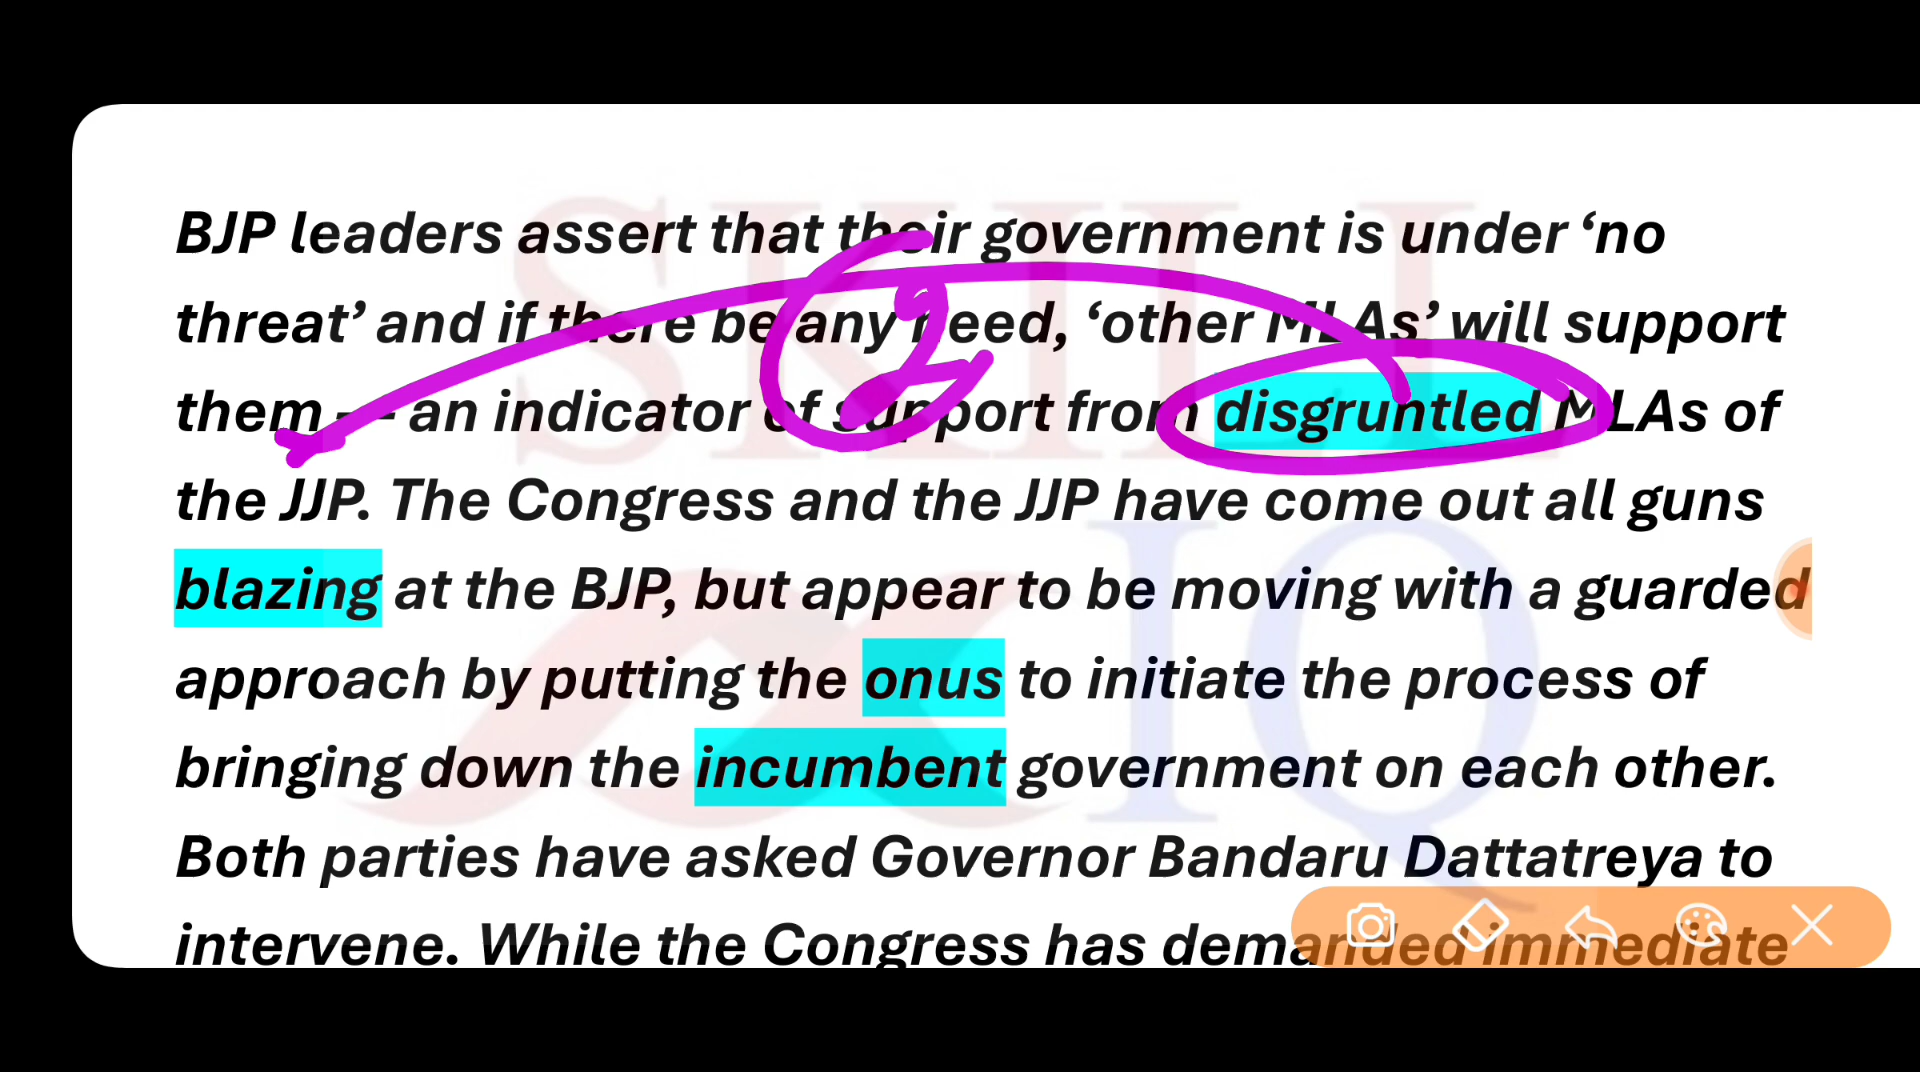 BJP leaders assert that their government is under ‘no
threat’ and if there be any need, ‘other MLAs’ will support
them — an indicator of support from disgruntled MLAs of
the JJP. The Congress and the JJP have come out all guns
blazing at the BJP, but appear to be moving with a guarded
approach by putting the onus to initiate the process of
bringing down the incumbent government on each other.
Both parties have asked Governor Bandaru Dattatreya to
intervene. While the Congress has demanded immediate
2
SKILL
IQ